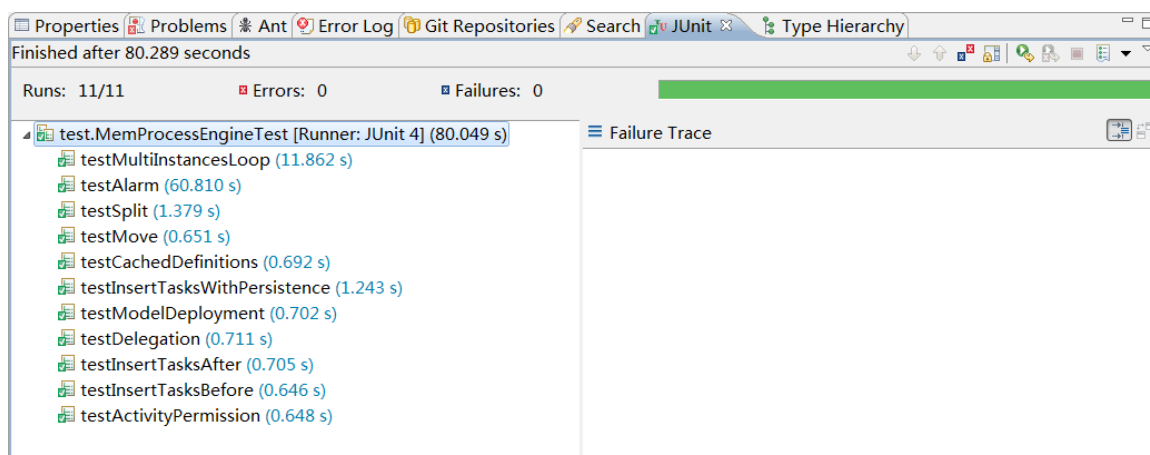 Properties Problems Ant Error Log Git Repositories Search JUnit Type Hierarchy
Finished after 80.289 seconds
Runs: 11/11 Errors: 0 Failures: 0
test.MemProcessEngineTest [Runner: JUnit 4] (80.049 s)
Failure Trace
testMultiInstancesLoop (11.862 s)
testAlarm (60.810 s)
testSplit (1.379 s)
testMove (0.651 s)
testCachedDefinitions (0.692 s)
testInsertTasksWithPersistence (1.243 s)
testModelDeployment (0.702 s)
testDelegation (0.711 s)
testInsertTasksAfter (0.705 s)
testInsertTasksBefore (0.646 s)
testActivityPermission (0.648 s)